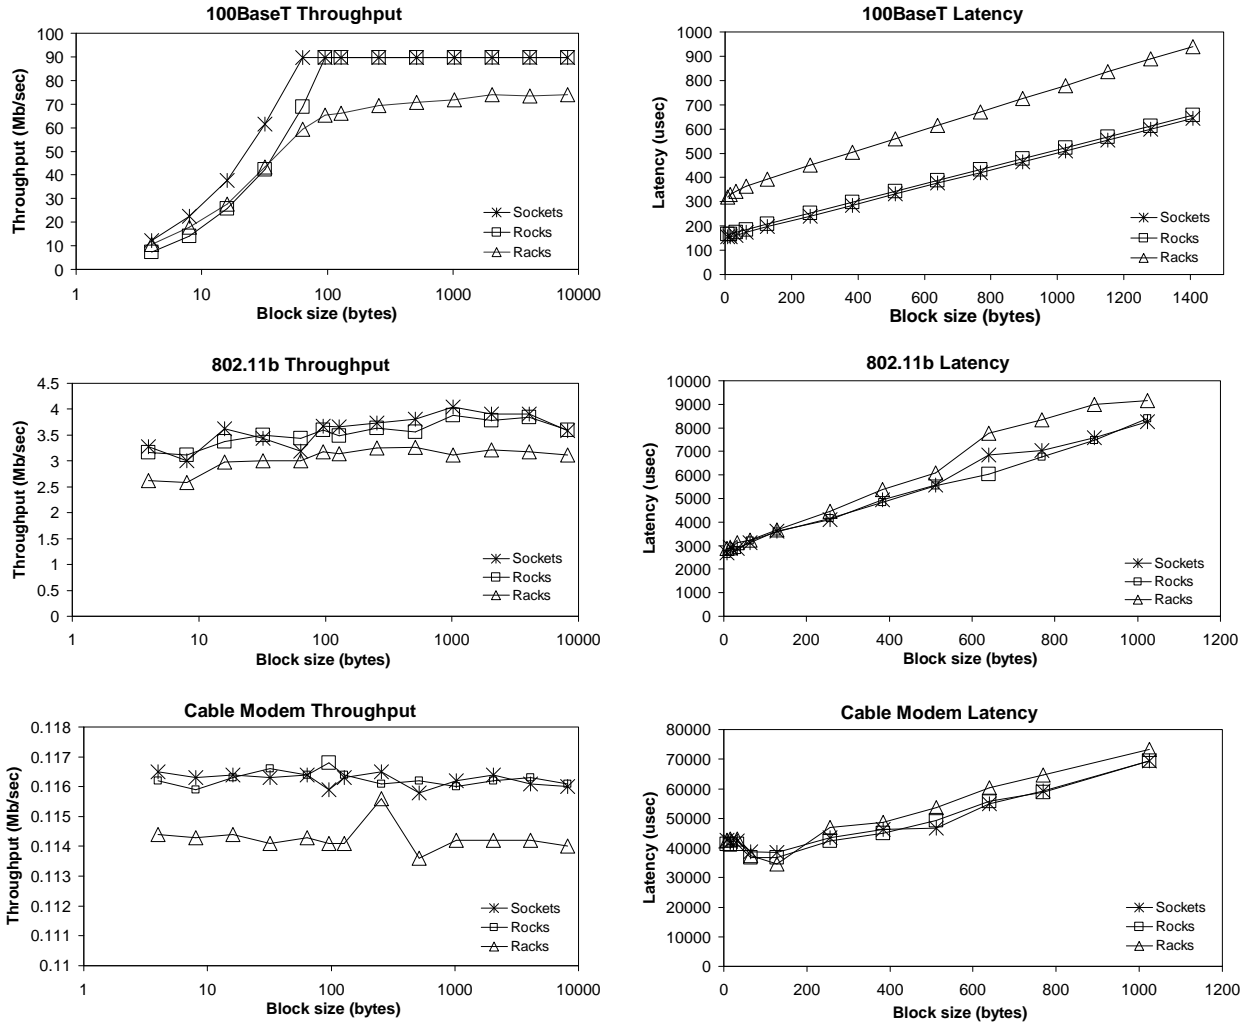 100BaseT Throughput
Throughput (Mb/sec)
100
90
80
70
60
50
40
30
20
10
0
1 10 100 1000 10000
Block size (bytes)
Sockets
Rocks
Racks
100BaseT Latency
Latency (usec)
1000
900
800
700
600
500
400
300
200
100
0
0 200 400 600 800 1000 1200 1400
Block size (bytes)
Sockets
Rocks
Racks
802.11b Throughput
Throughput (Mb/sec)
4.5
4
3.5
3
2.5
2
1.5
1
0.5
0
1 10 100 1000 10000
Block size (bytes)
Sockets
Rocks
Racks
802.11b Latency
Latency (usec)
10000
9000
8000
7000
6000
5000
4000
3000
2000
1000
0
0 200 400 600 800 1000 1200
Block size (bytes)
Sockets
Rocks
Racks
Cable Modem Throughput
Throughput (Mb/sec)
0.118
0.117
0.116
0.115
0.114
0.113
0.112
0.111
0.11
1 10 100 1000 10000
Block size (bytes)
Sockets
Rocks
Racks
Cable Modem Latency
Latency (usec)
80000
70000
60000
50000
40000
30000
20000
10000
0
0 200 400 600 800 1000 1200
Block size (bytes)
Sockets
Rocks
Racks